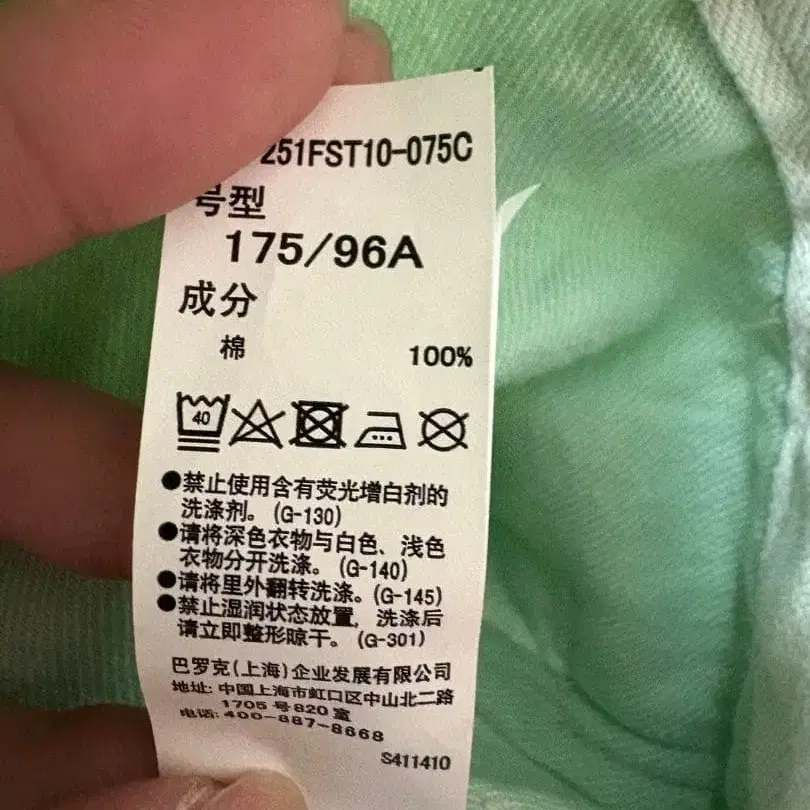 251FST10-075C
号型
175/96A
成分
棉 100%
40
●禁止使用含有荧光增白剂的
洗涤剂。(G-130)
●请将深色衣物与白色、浅色
衣物分开洗涤。(G-140)
●请将里外翻转洗涤。(G-145)
●禁止湿润状态放置，洗涤后
请立即整形晾干。(G-301)
巴罗克(上海)企业发展有限公司
地址: 中国上海市虹口区中山北二路
1705号820室
电话: 400-887-8668
S411410